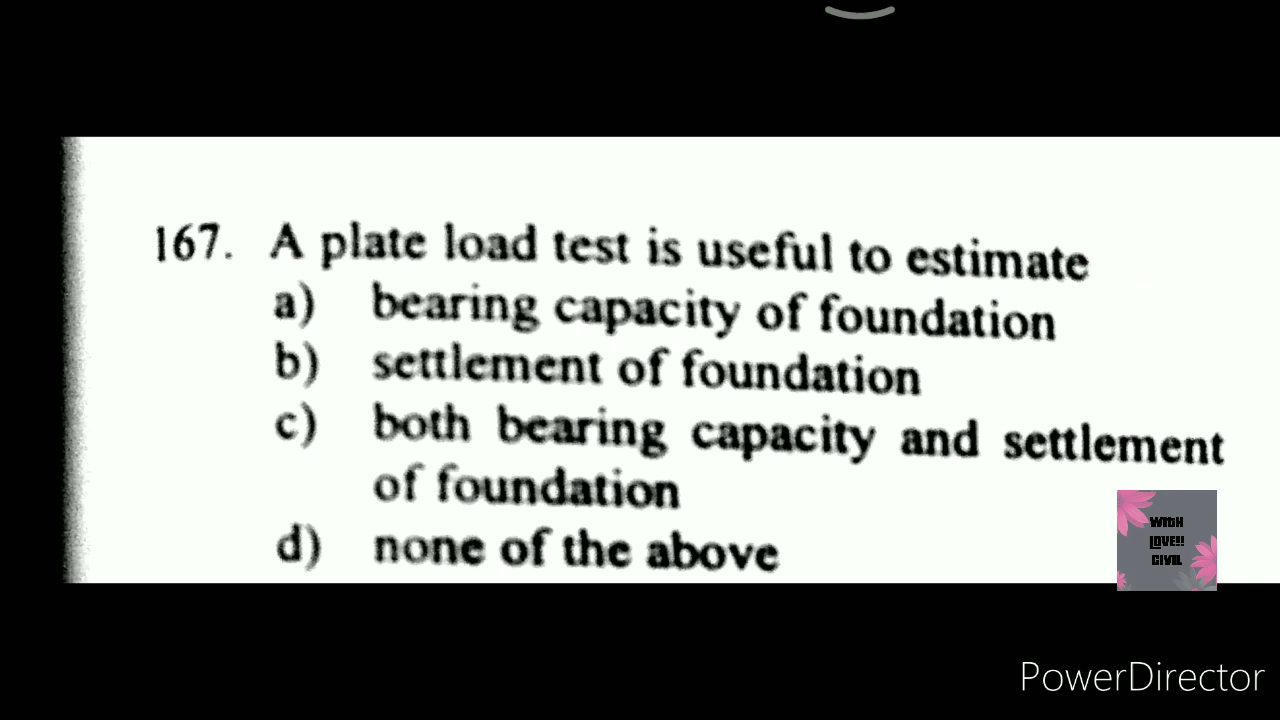 167. A plate load test is useful to estimate
a) bearing capacity of foundation
b) settlement of foundation
c) both bearing capacity and settlement
of foundation
d) none of the above
WITH
LOVE!!
CIVIL
PowerDirector